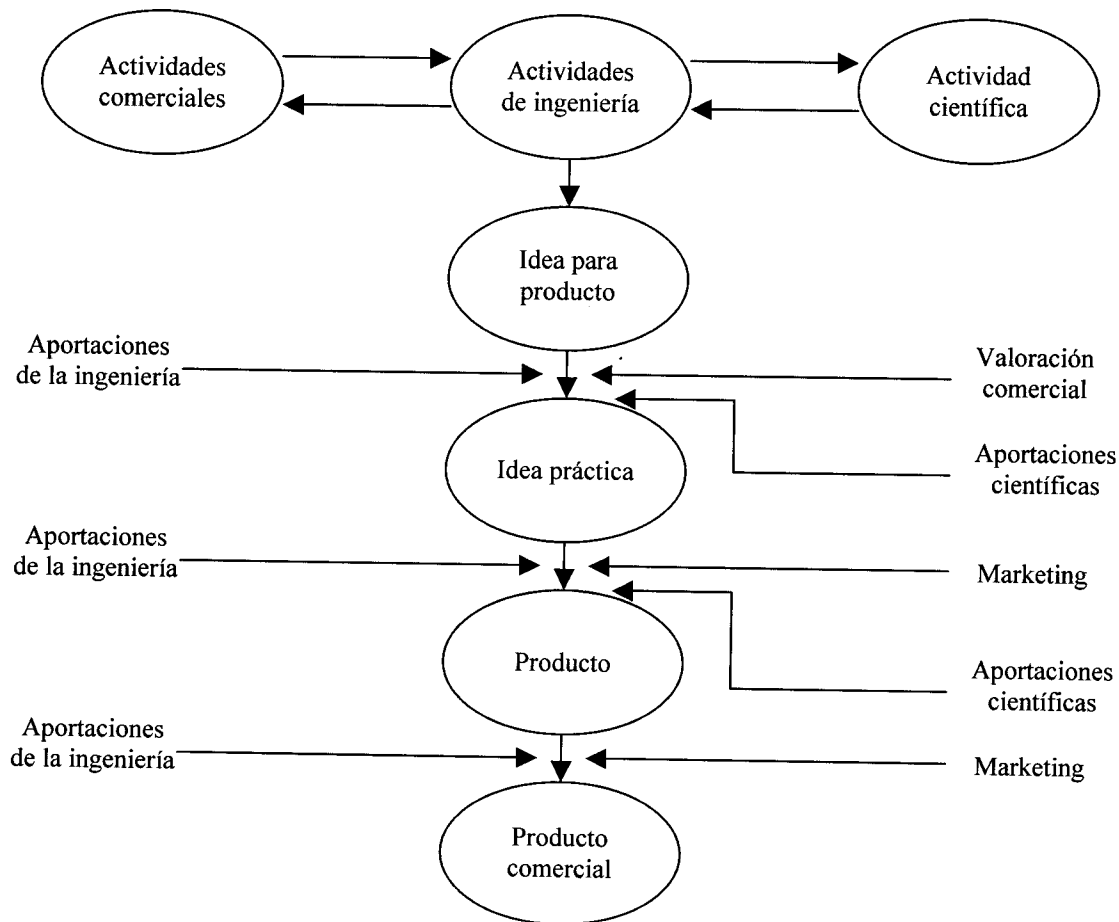 Actividades
comerciales
Actividades
de ingeniería
Actividad
científica
Idea para
producto
Aportaciones
de la ingeniería
Valoración
comercial
Idea práctica
Aportaciones
científicas
Aportaciones
de la ingeniería
Marketing
Producto
Aportaciones
científicas
Aportaciones
de la ingeniería
Marketing
Producto
comercial